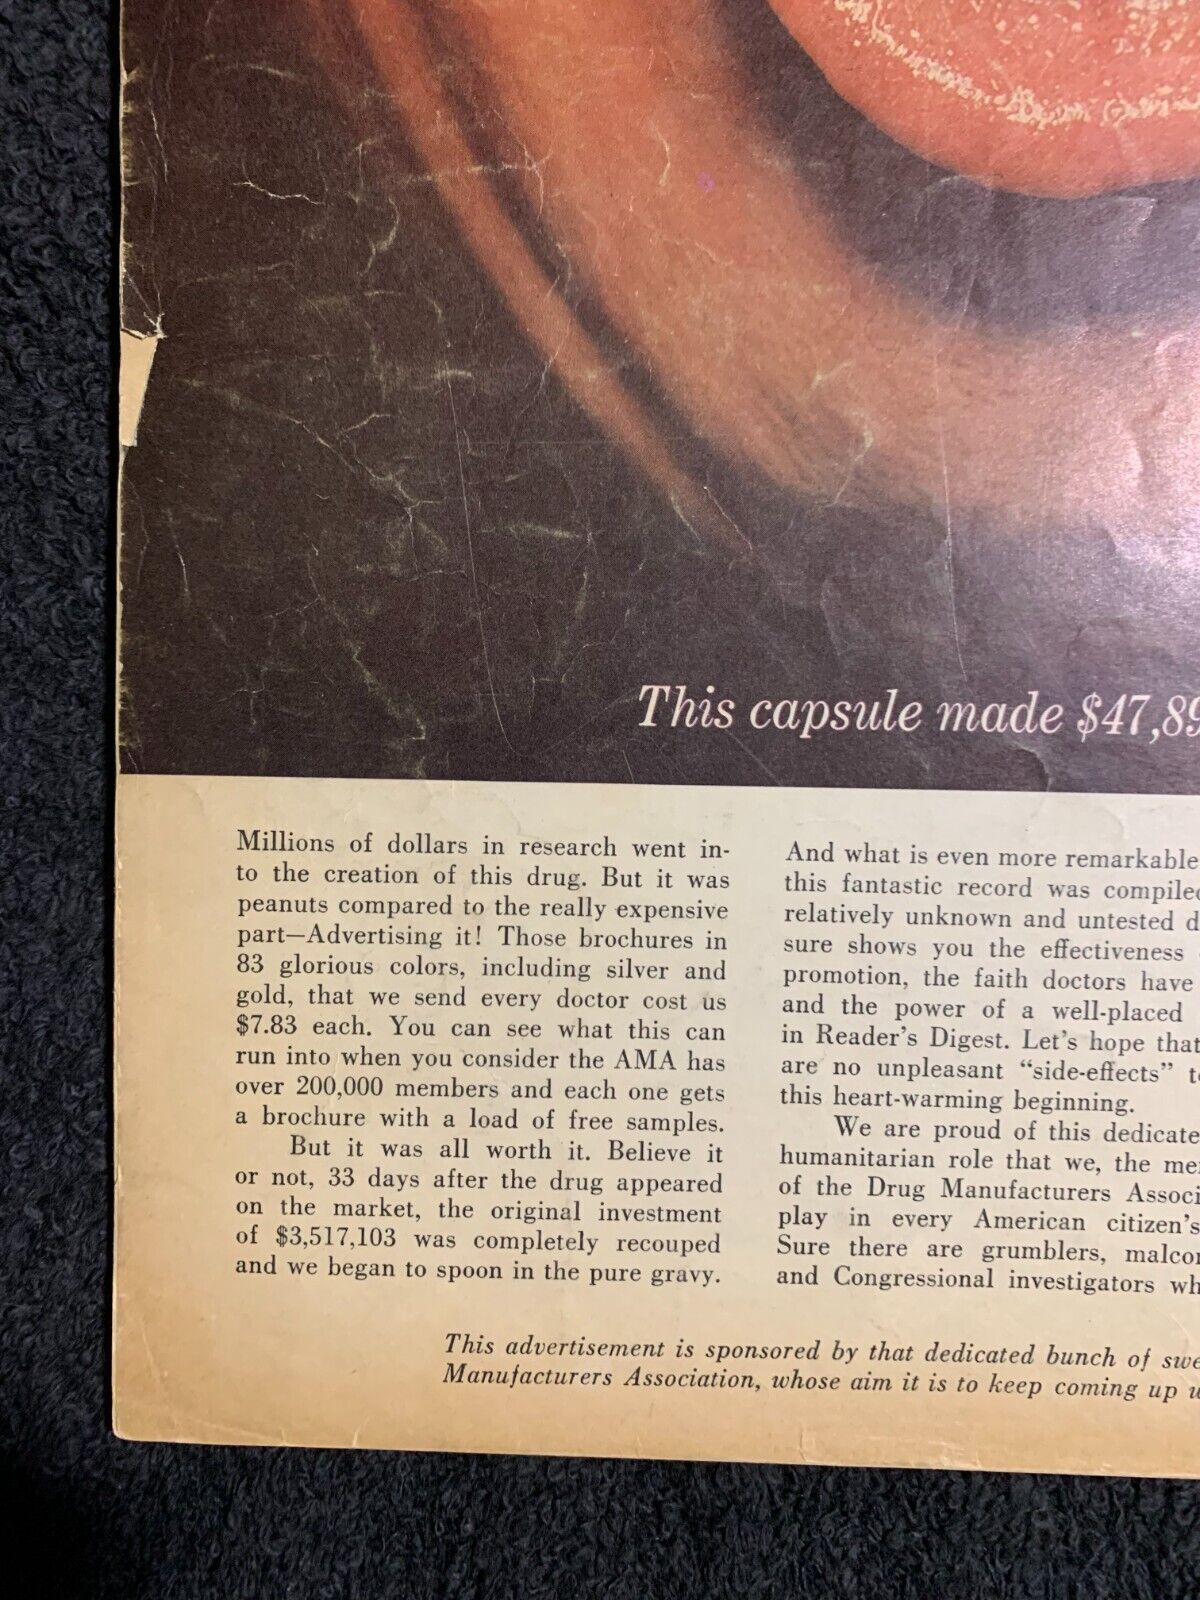 This capsule made $47,89
Millions of dollars in research went in-
to the creation of this drug. But it was
peanuts compared to the really expensive
part—Advertising it! Those brochures in
83 glorious colors, including silver and
gold, that we send every doctor cost us
$7.83 each. You can see what this can
run into when you consider the AMA has
over 200,000 members and each one gets
a brochure with a load of free samples.
But it was all worth it. Believe it
or not, 33 days after the drug appeared
on the market, the original investment
of $3,517,103 was completely recouped
and we began to spoon in the pure gravy.
And what is even more remarkable
this fantastic record was compiled
relatively unknown and untested d
sure shows you the effectiveness
promotion, the faith doctors have
and the power of a well-placed
in Reader's Digest. Let's hope that
are no unpleasant "side-effects" t
this heart-warming beginning.
We are proud of this dedicate
humanitarian role that we, the me
of the Drug Manufacturers Associ
play in every American citizen's
Sure there are grumblers, malcon
and Congressional investigators wh
This advertisement is sponsored by that dedicated bunch of swe
Manufacturers Association, whose aim it is to keep coming up w